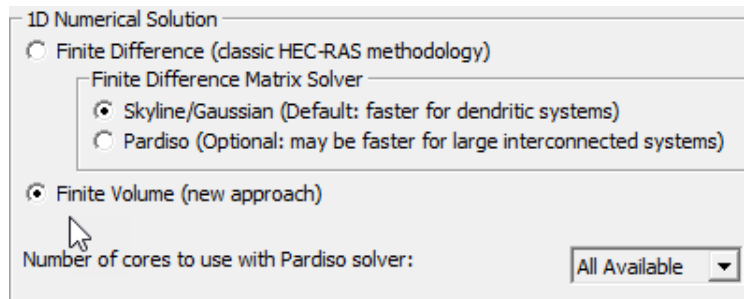 1D Numerical Solution
Finite Difference (classic HEC-RAS methodology)
Finite Difference Matrix Solver
Skyline/Gaussian (Default: faster for dendritic systems)
Pardiso (Optional: may be faster for large interconnected systems)
Finite Volume (new approach)
Number of cores to use with Pardiso solver: All Available